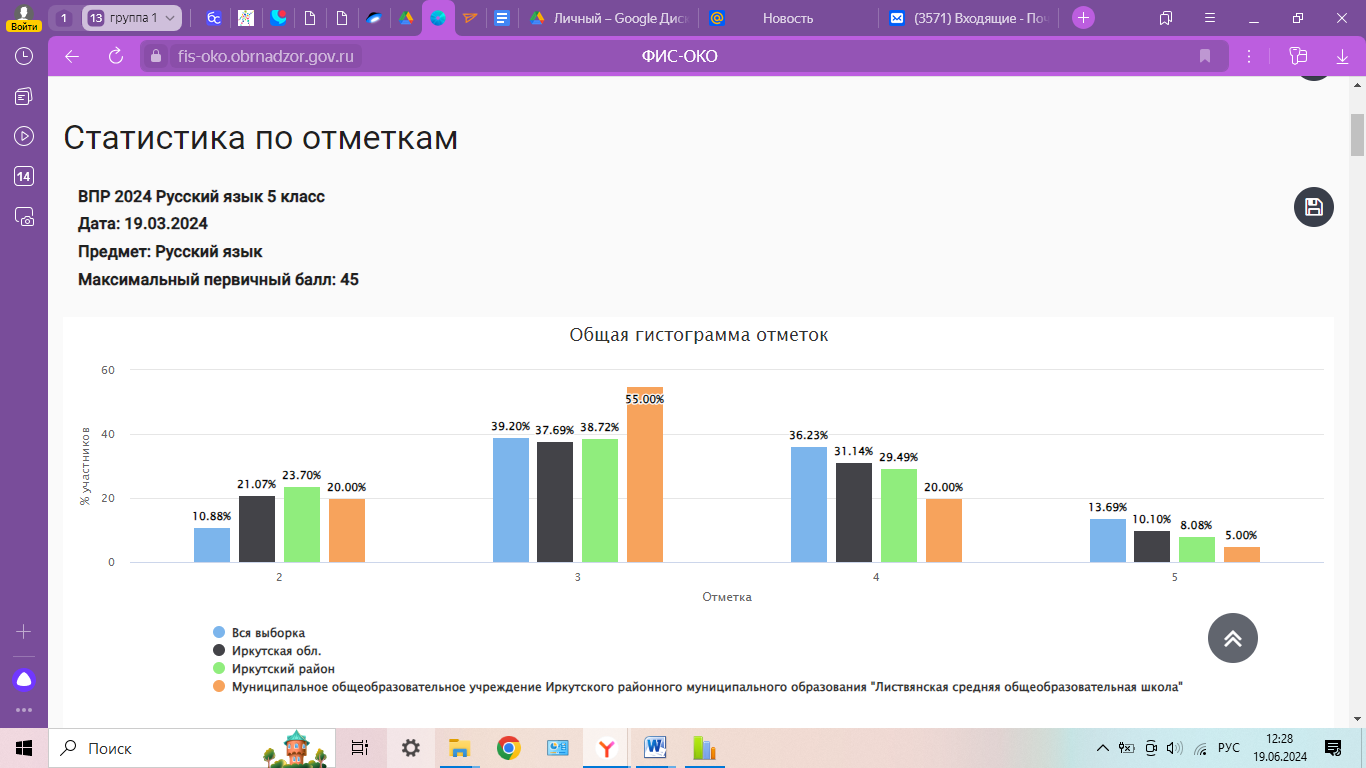 Войти
1
13 группа 1
Личный – Google Дис
Новость
(3571) Входящие - Поч
fis-oko.obrnadzor.gov.ru
ФИС-ОКО
14
Статистика по отметкам
ВПР 2024 Русский язык 5 класс
Дата: 19.03.2024
Предмет: Русский язык
Максимальный первичный балл: 45
Общая гистограмма отметок
% участников
60
40
20
0
10.88% 21.07% 23.70% 20.00%
39.20% 37.69% 38.72% 55.00%
36.23% 31.14% 29.49% 20.00%
13.69% 10.10% 8.08% 5.00%
2 3 4 5
Отметка
Вся выборка
Иркутская обл.
Иркутский район
Муниципальное общеобразовательное учреждение Иркутского районного муниципального образования "Листвянская средняя общеобразовательная школа"
Поиск
РУС
12:28
19.06.2024